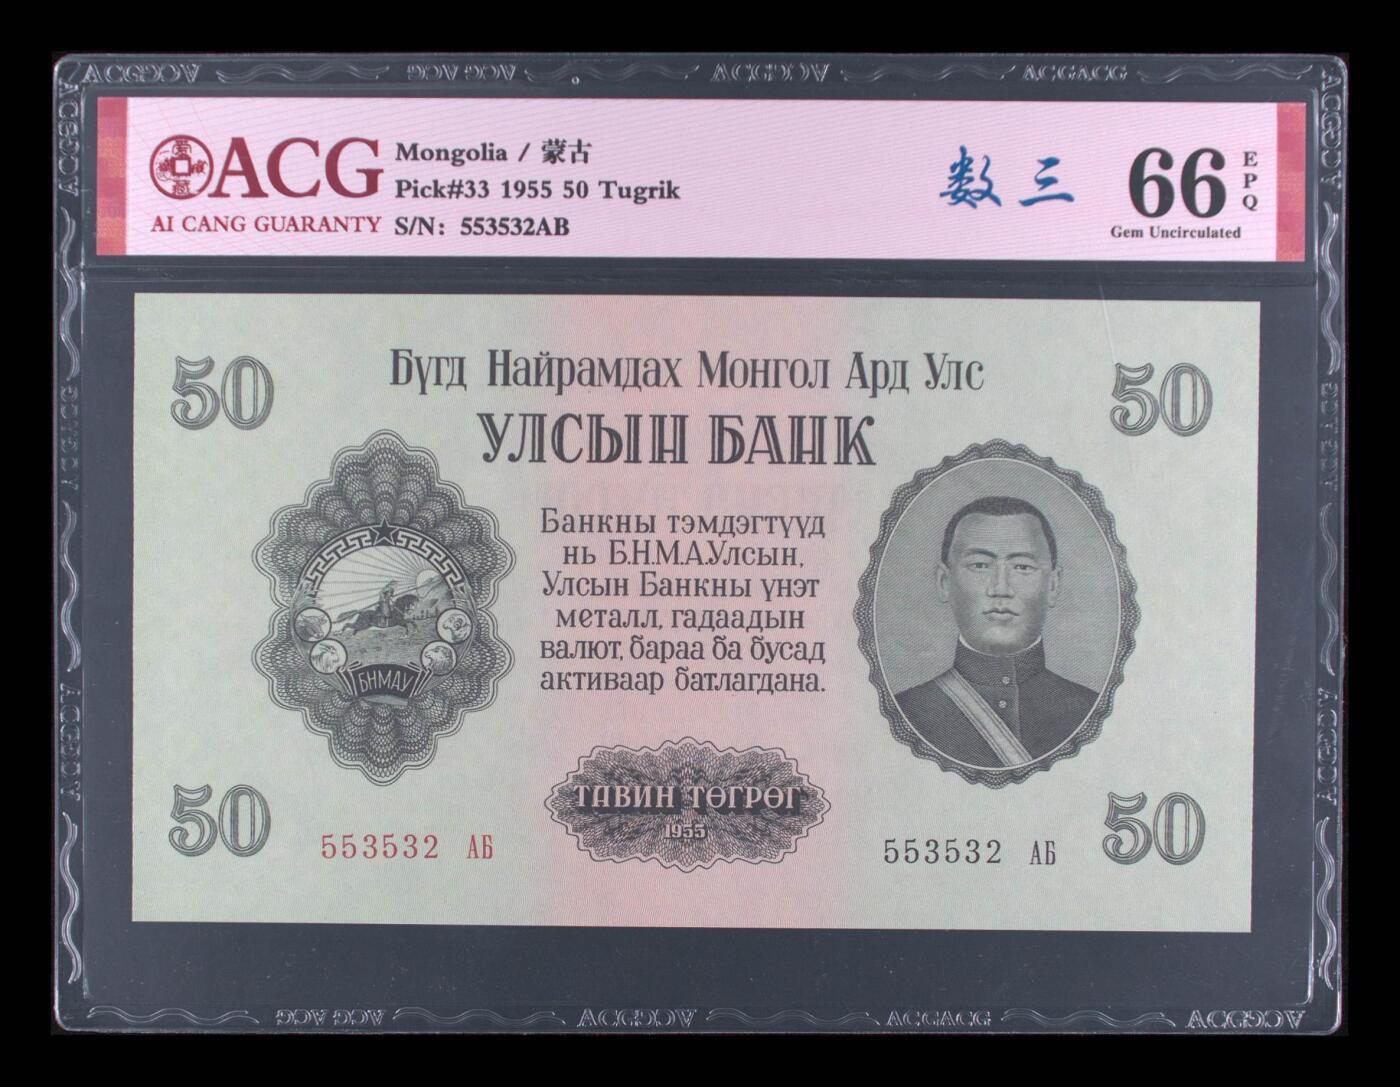 ACG
AI CANG GUARANTY
Mongolia / 蒙古
Pick#33 1955 50 Tugrik
S/N: 553532AB
数三
66
EPQ
Gem Uncirculated
50
Бүгд Найрамдах Монгол Ард Улс
УЛСЫН БАНК
50
Банкны тэмдэгтүүд
нь Б.Н.М.А.Улсын,
Улсын Банкны үнэт
металл, гадаадын
валют, бараа ба бусад
активаар батлагдана.
БНМАУ
ТАВИН ТӨГРӨГ
1955
50
553532 АБ
553532 АБ
50